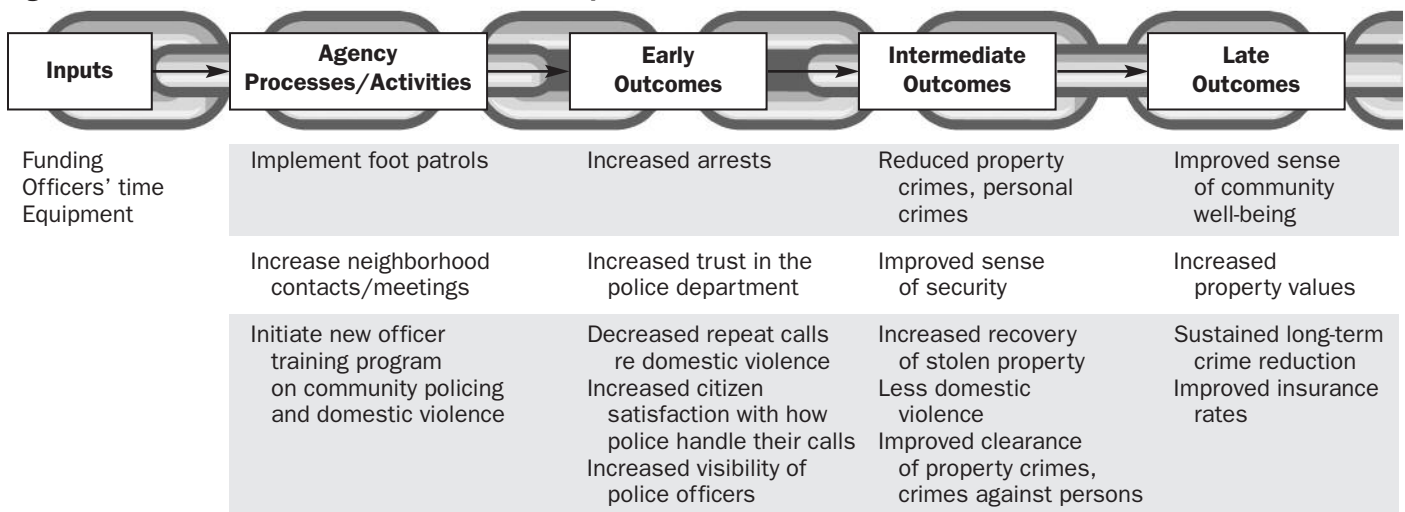 Inputs
Agency
Processes/Activities
Early
Outcomes
Intermediate
Outcomes
Late
Outcomes
Funding
Officers’ time
Equipment
Implement foot patrols
Increased arrests
Reduced property
crimes, personal
crimes
Improved sense
of community
well-being
Increase neighborhood
contacts/meetings
Increased trust in the
police department
Improved sense
of security
Increased
property values
Initiate new officer
training program
on community policing
and domestic violence
Decreased repeat calls
re domestic violence
Increased citizen
satisfaction with how
police handle their calls
Increased visibility of
police officers
Increased recovery
of stolen property
Less domestic
violence
Improved clearance
of property crimes,
crimes against persons
Sustained long-term
crime reduction
Improved insurance
rates